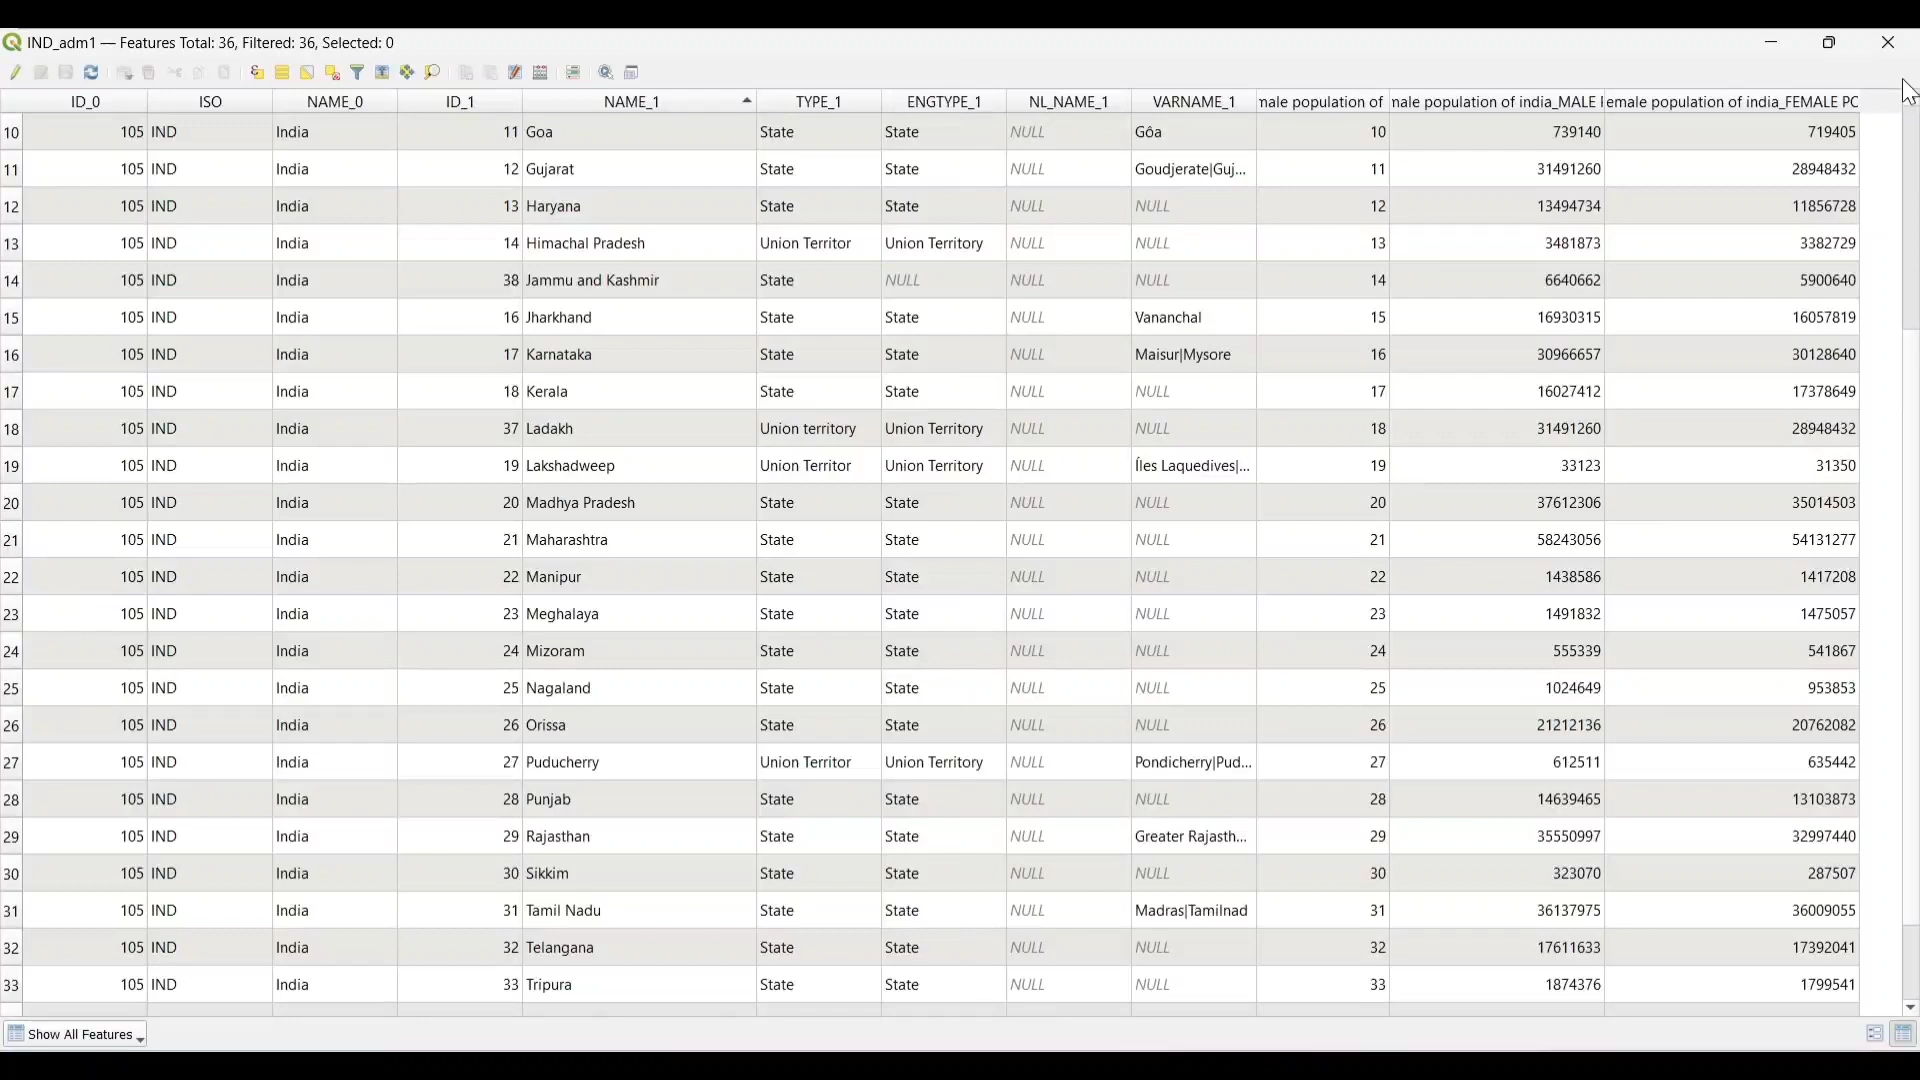 IND_adm1 — Features Total: 36, Filtered: 36, Selected: 0
ID_0 ISO NAME_0 ID_1 NAME_1 TYPE_1 ENGTYPE_1 NL_NAME_1 VARNAME_1 nale population of nale population of india_MALE emale population of india_FEMALE PC
10 105 IND India 11 Goa State State NULL Gôa 10 739140 719405
11 105 IND India 12 Gujarat State State NULL Goudjerate|Guj... 11 31491260 28948432
12 105 IND India 13 Haryana State State NULL NULL 12 13494734 11856728
13 105 IND India 14 Himachal Pradesh Union Territor Union Territory NULL NULL 13 3481873 3382729
14 105 IND India 38 Jammu and Kashmir State NULL NULL NULL 14 6640662 5900640
15 105 IND India 16 Jharkhand State State NULL Vananchal 15 16930315 16057819
16 105 IND India 17 Karnataka State State NULL Maisur|Mysore 16 30966657 30128640
17 105 IND India 18 Kerala State State NULL NULL 17 16027412 17378649
18 105 IND India 37 Ladakh Union territory Union Territory NULL NULL 18 31491260 28948432
19 105 IND India 19 Lakshadweep Union Territor Union Territory NULL Íles Laquedives|... 19 33123 31350
20 105 IND India 20 Madhya Pradesh State State NULL NULL 20 37612306 35014503
21 105 IND India 21 Maharashtra State State NULL NULL 21 58243056 54131277
22 105 IND India 22 Manipur State State NULL NULL 22 1438586 1417208
23 105 IND India 23 Meghalaya State State NULL NULL 23 1491832 1475057
24 105 IND India 24 Mizoram State State NULL NULL 24 555339 541867
25 105 IND India 25 Nagaland State State NULL NULL 25 1024649 953853
26 105 IND India 26 Orissa State State NULL NULL 26 21212136 20762082
27 105 IND India 27 Puducherry Union Territor Union Territory NULL Pondicherry|Pud... 27 612511 635442
28 105 IND India 28 Punjab State State NULL NULL 28 14639465 13103873
29 105 IND India 29 Rajasthan State State NULL Greater Rajasth... 29 35550997 32997440
30 105 IND India 30 Sikkim State State NULL NULL 30 323070 287507
31 105 IND India 31 Tamil Nadu State State NULL Madras|Tamilnad 31 36137975 36009055
32 105 IND India 32 Telangana State State NULL NULL 32 17611633 17392041
33 105 IND India 33 Tripura State State NULL NULL 33 1874376 1799541
Show All Features